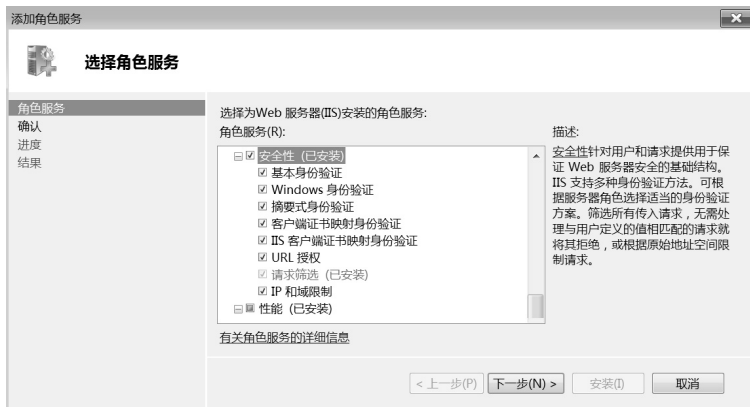 添加角色服务
选择角色服务
角色服务
确认
进度
结果
选择为Web 服务器(IIS)安装的角色服务:
角色服务(R):
安全性 (已安装)
基本身份验证
Windows 身份验证
摘要式身份验证
客户端证书映射身份验证
IIS 客户端证书映射身份验证
URL 授权
请求筛选 (已安装)
IP 和域限制
性能 (已安装)
有关角色服务的详细信息
描述:
安全性针对用户和请求提供用于保
证 Web 服务器安全的基础结构。
IIS 支持多种身份验证方法。可根
据服务器角色选择适当的身份验证
方案。筛选所有传入请求，无需处
理与用户定义的值相匹配的请求就
将其拒绝，或根据原始地址空间限
制请求。
< 上一步(P)
下一步(N) >
安装(I)
取消